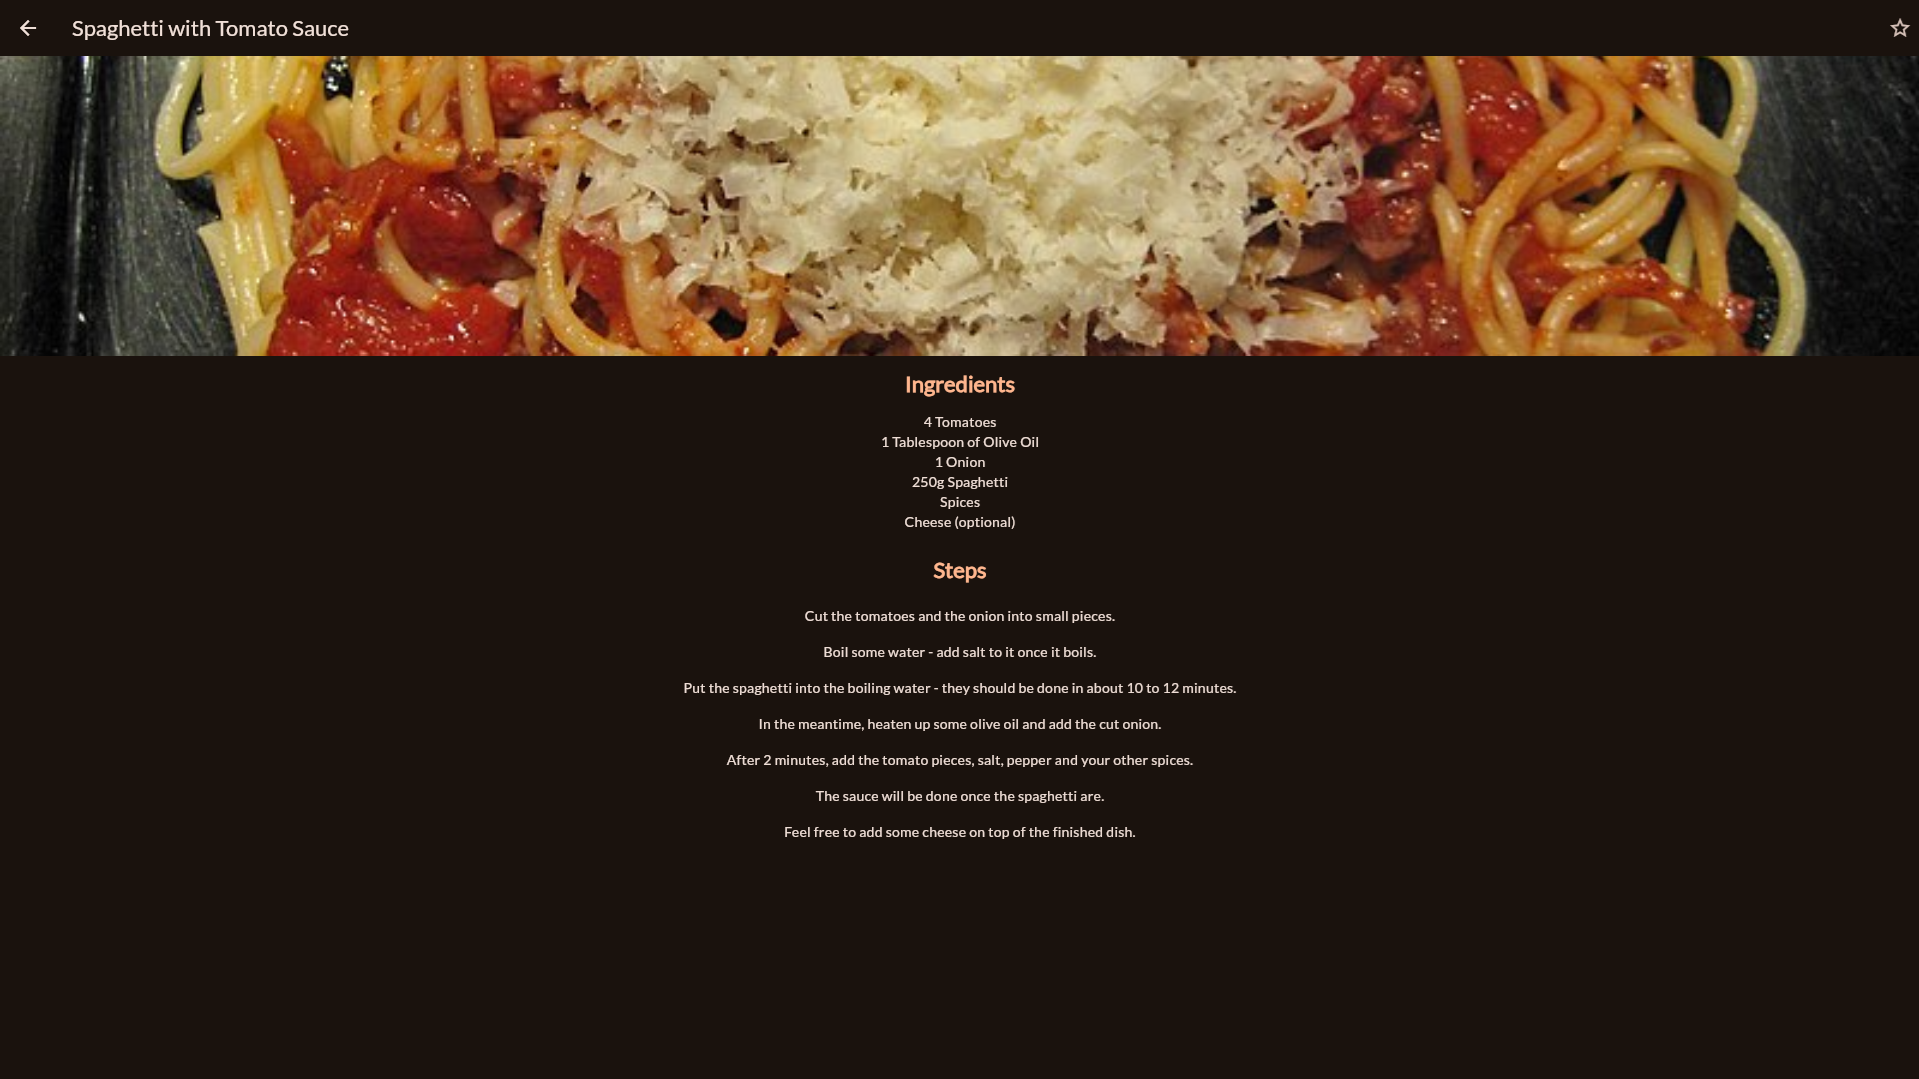 Spaghetti with Tomato Sauce
Ingredients
4 Tomatoes
1 Tablespoon of Olive Oil
1 Onion
250g Spaghetti
Spices
Cheese (optional)
Steps
Cut the tomatoes and the onion into small pieces.
Boil some water - add salt to it once it boils.
Put the spaghetti into the boiling water - they should be done in about 10 to 12 minutes.
In the meantime, heaten up some olive oil and add the cut onion.
After 2 minutes, add the tomato pieces, salt, pepper and your other spices.
The sauce will be done once the spaghetti are.
Feel free to add some cheese on top of the finished dish.